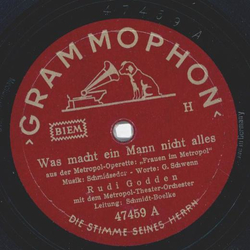 GRAMMOPHON
BIEM
H
Was macht ein Mann nicht alles
aus der Metropol-Operette: „Frauen im Metropol"
Musik: Schmidseder - Worte: G. Schwenn
Rudi Godden
mit dem Metropol-Theater-Orchester
Leitung: Schmidt-Boelke
47459 A
DIE STIMME SEINES HERRN